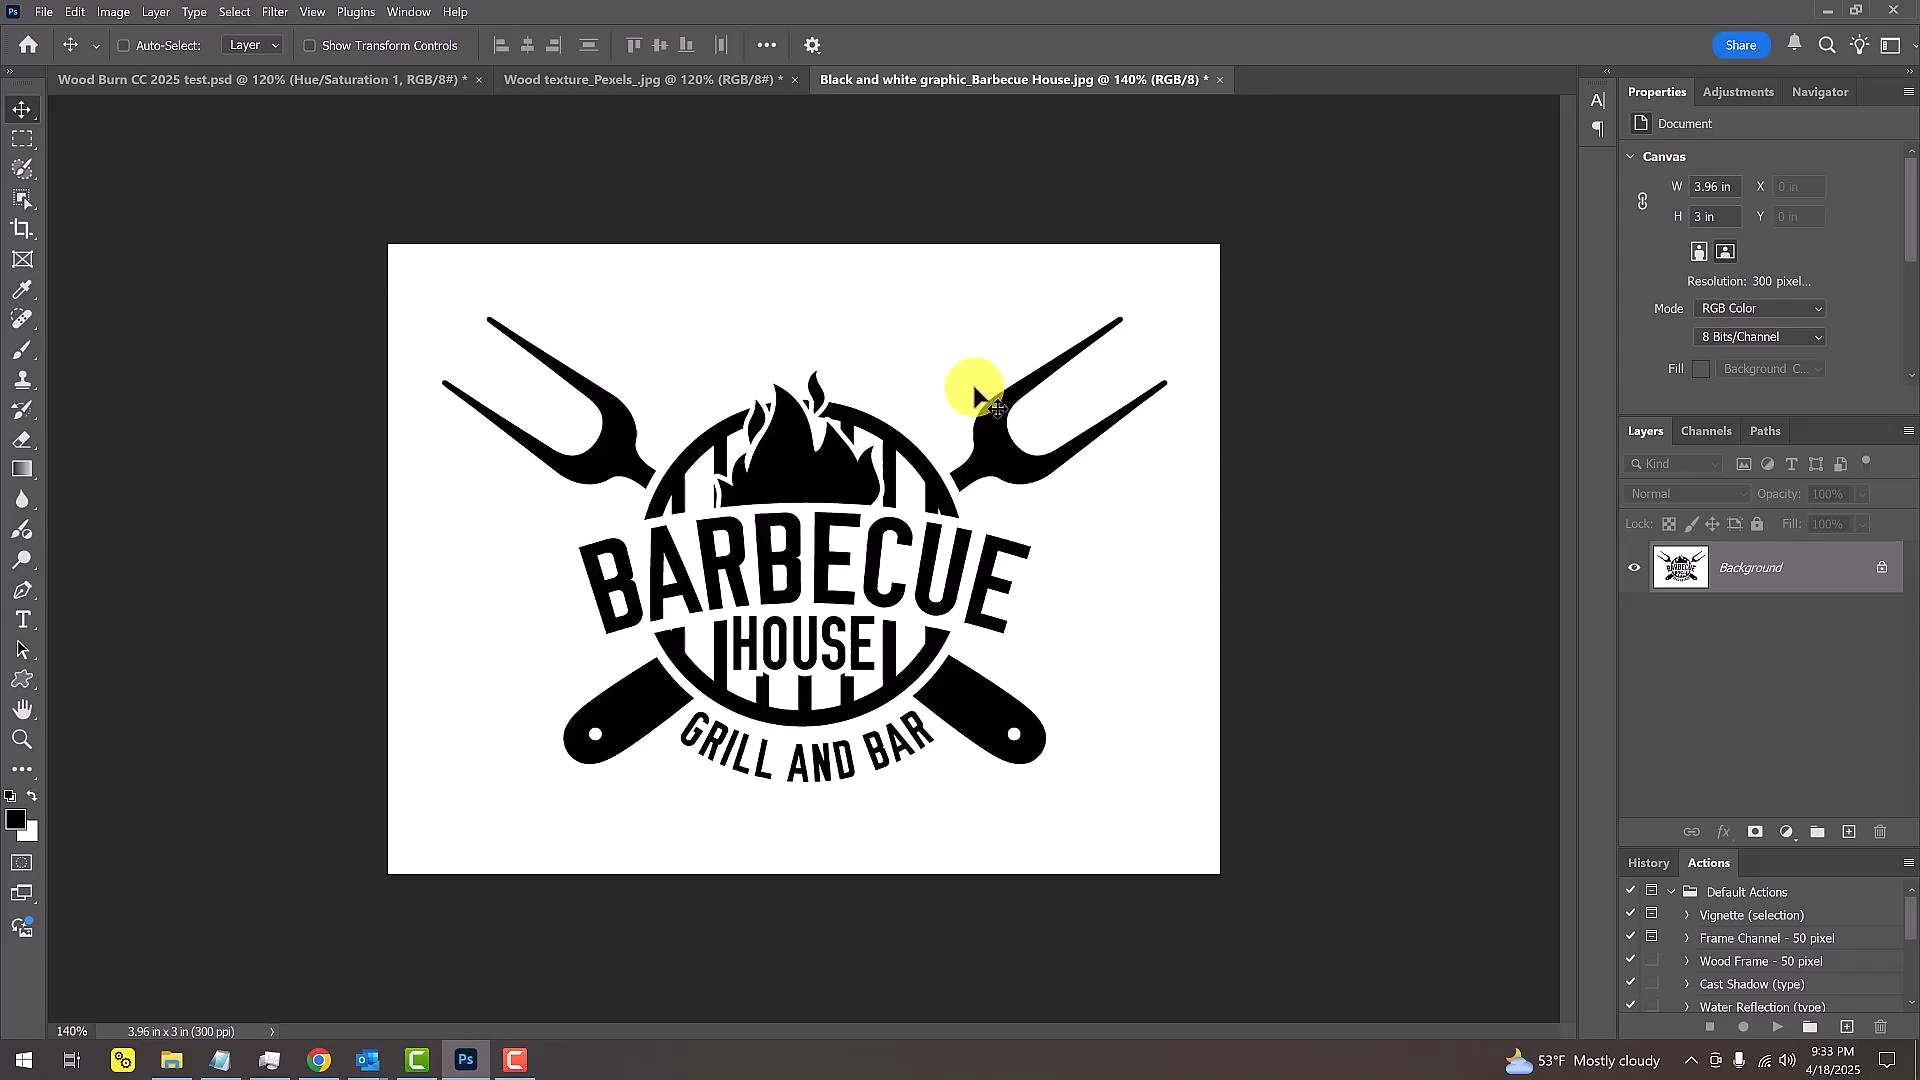 Ps File Edit Image Layer Type Select Filter View Plugins Window Help
Auto-Select: Layer Show Transform Controls Share
Wood Burn CC 2025 test.psd @ 120% (Hue/Saturation 1, RGB/8#) * Wood texture_Pexels_.jpg @ 120% (RGB/8#) * Black and white graphic_Barbecue House.jpg @ 140% (RGB/8) *
Properties Adjustments Navigator
Document
Canvas
W 3.96 in X 0 in
H 3 in Y 0 in
Resolution: 300 pixel...
Mode RGB Color
8 Bits/Channel
Fill Background C...
Layers Channels Paths
Kind
Normal Opacity: 100%
Lock: Fill: 100%
Background
BARBECUE
HOUSE
GRILL AND BAR
History Actions
Default Actions
Vignette (selection)
Frame Channel - 50 pixel
Wood Frame - 50 pixel
Cast Shadow (type)
Water Reflection (type)
140% 3.96 in x 3 in (300 ppi)
Ps 53°F Mostly cloudy
9:33 PM
4/18/2025